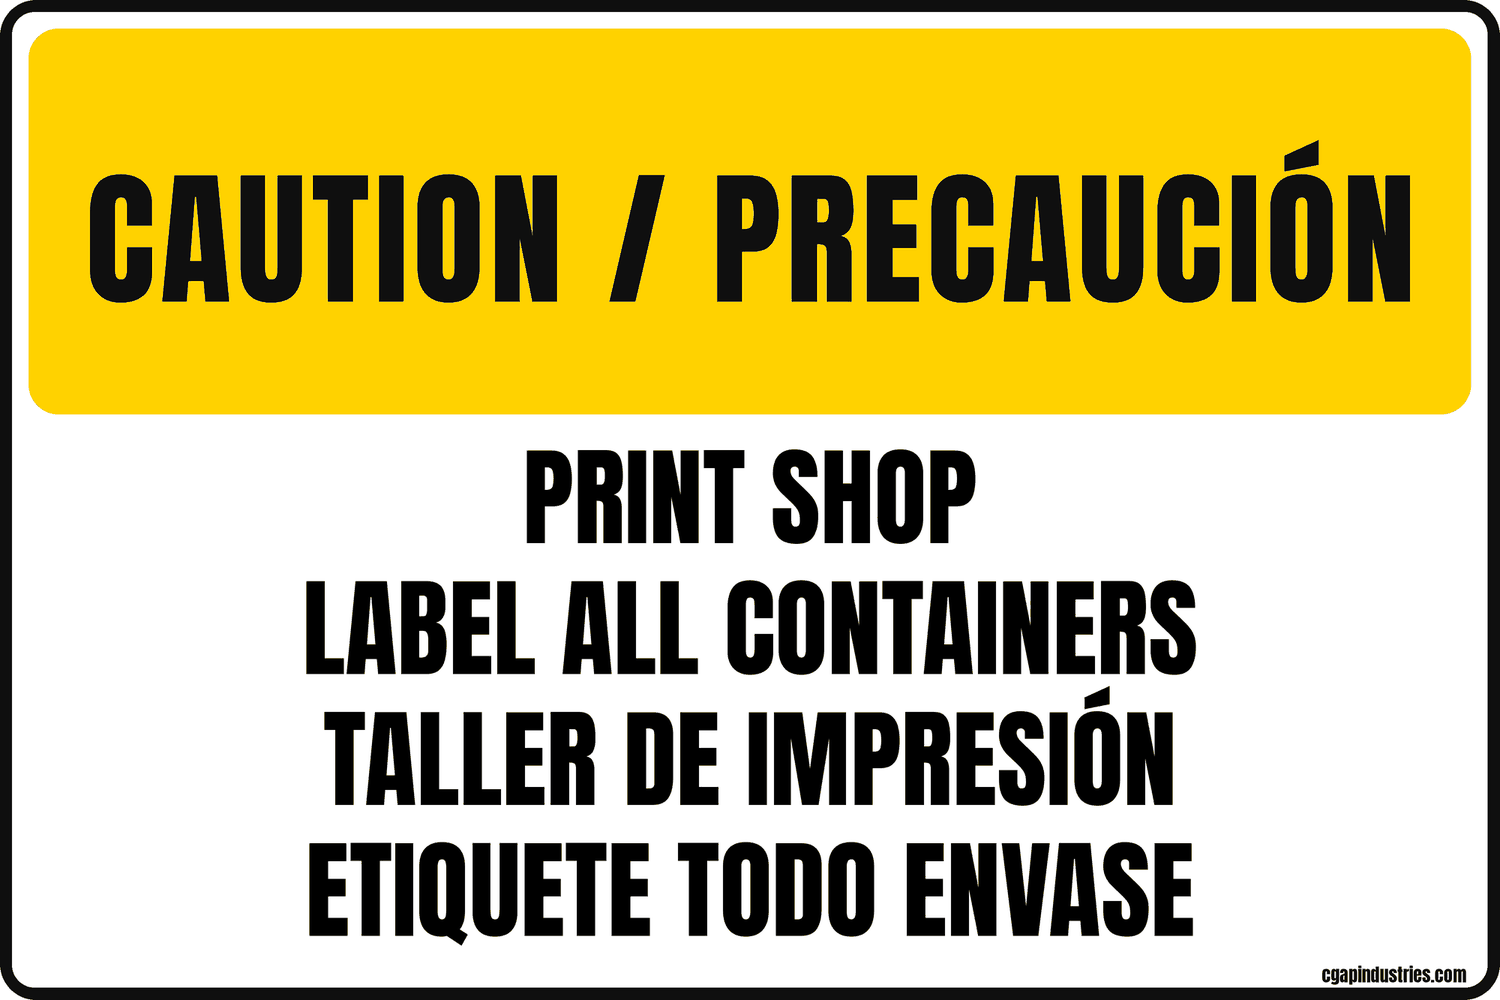 CAUTION / PRECAUCIÓN
PRINT SHOP
LABEL ALL CONTAINERS
TALLER DE IMPRESIÓN
ETIQUETE TODO ENVASE
cgapindustries.com